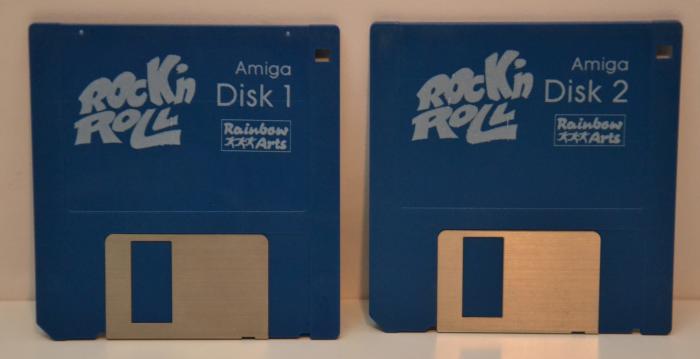 Rock'n
Roll
Amiga
Disk 1
Rainbow
Arts
Rock'n
Roll
Amiga
Disk 2
Rainbow
Arts